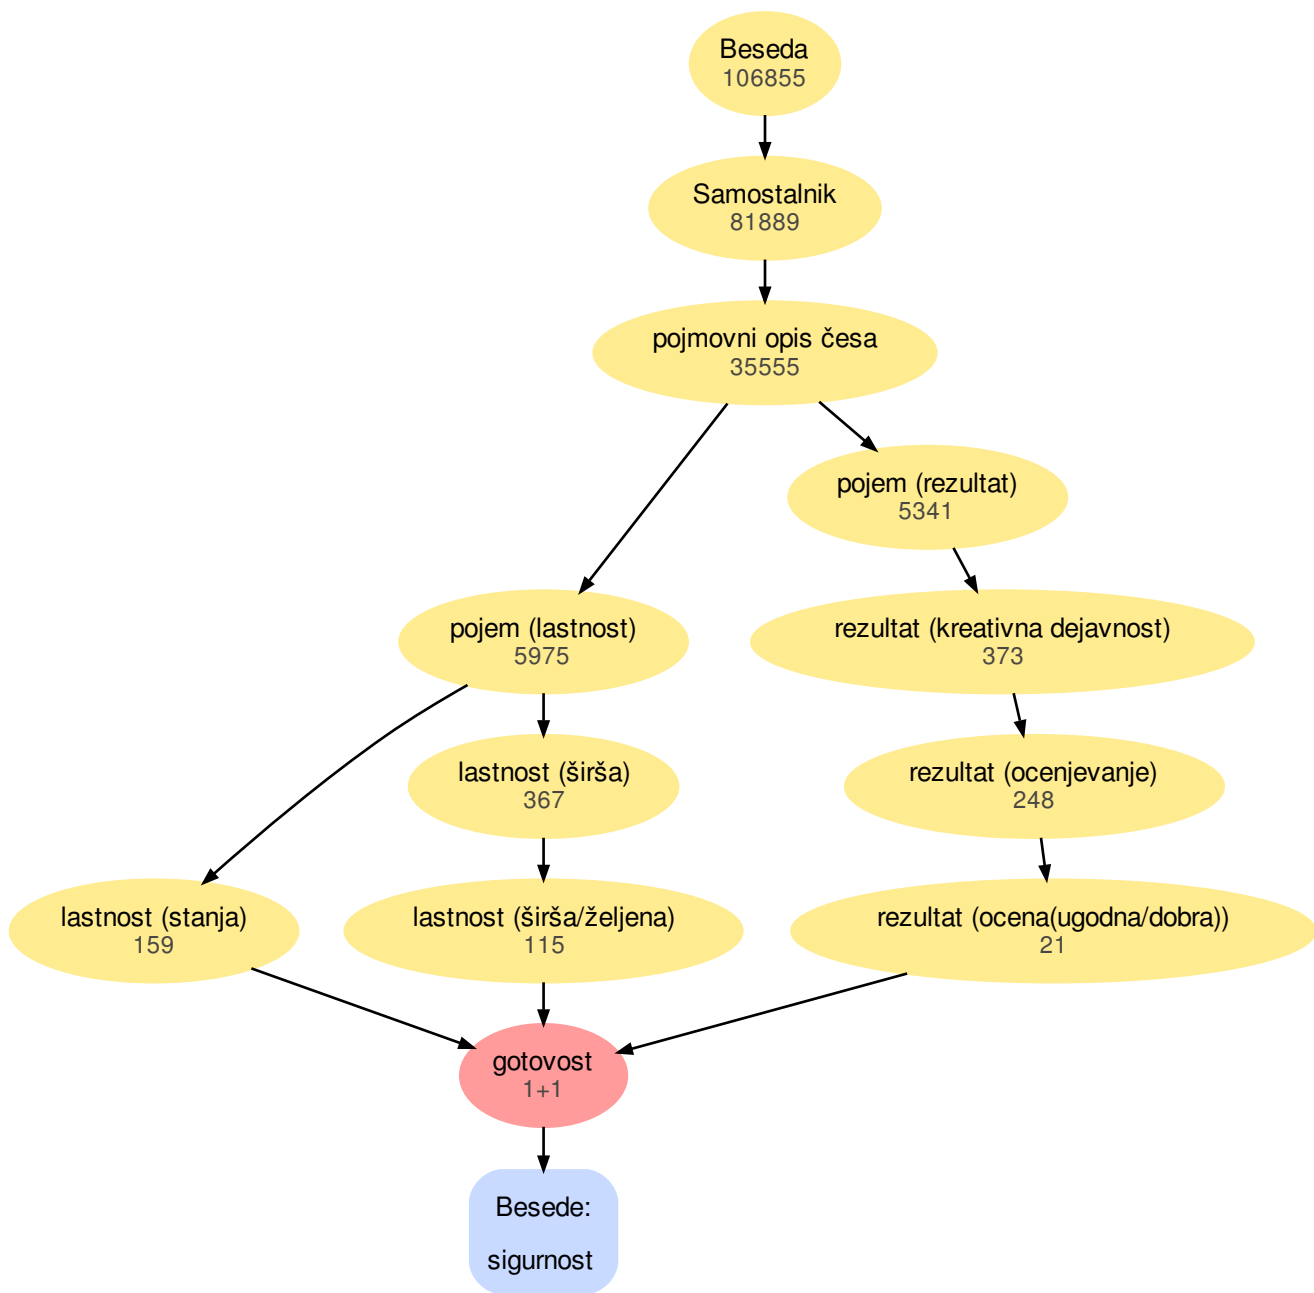 Beseda
106855
Samostalnik
81889
pojmovni opis česa
35555
pojem (rezultat)
5341
pojem (lastnost)
5975
rezultat (kreativna dejavnost)
373
lastnost (širša)
367
rezultat (ocenjevanje)
248
lastnost (stanja)
159
lastnost (širša/željena)
115
rezultat (ocena(ugodna/dobra))
21
gotovost
1+1
Besede:
sigurnost